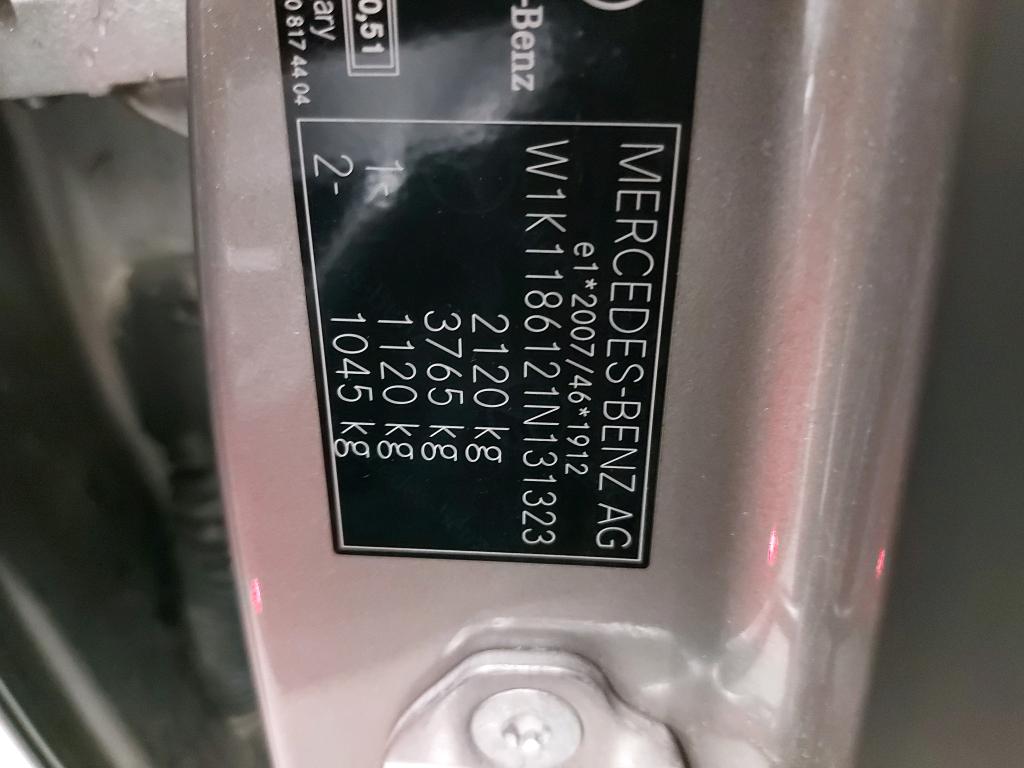 -Benz
0,51
ary
0 817 44 04
MERCEDES-BENZ AG
e1*2007/46*1912
W1K1186121N131323
2120 kg
3765 kg
1- 1120 kg
2- 1045 kg